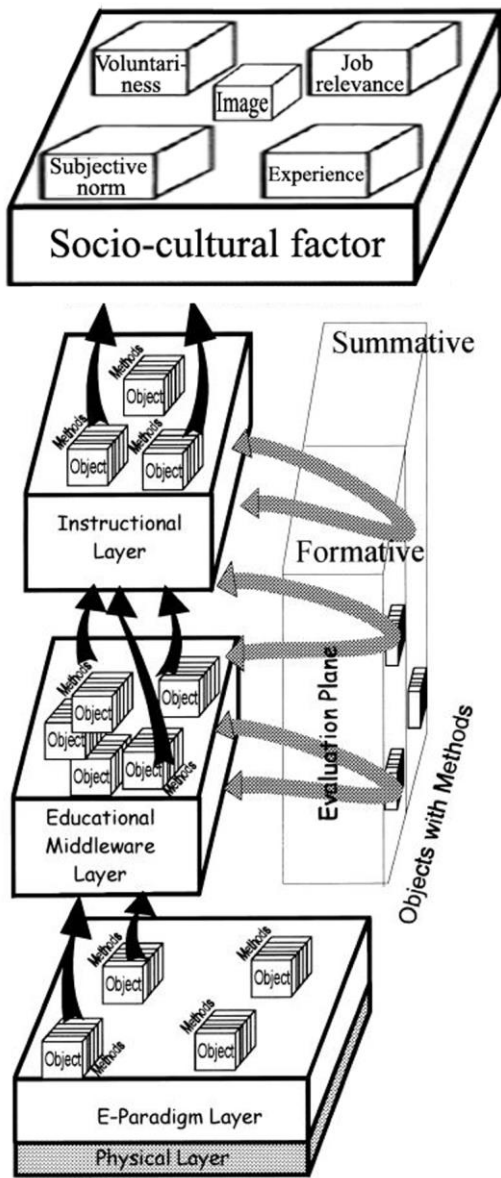 Voluntari-
ness
Job
relevance
Image
Subjective
norm
Experience
Socio-cultural factor
Summative
Methods
Object
Methods
Object
Methods
Object
Instructional
Layer
Formative
Methods
Object
Object
Object
Object
Object
Methods
Evaluation Plane
Objects with Methods
Educational
Middleware
Layer
Methods
Object
Methods
Object
Methods
Object
Object
Methods
E-Paradigm Layer
Physical Layer